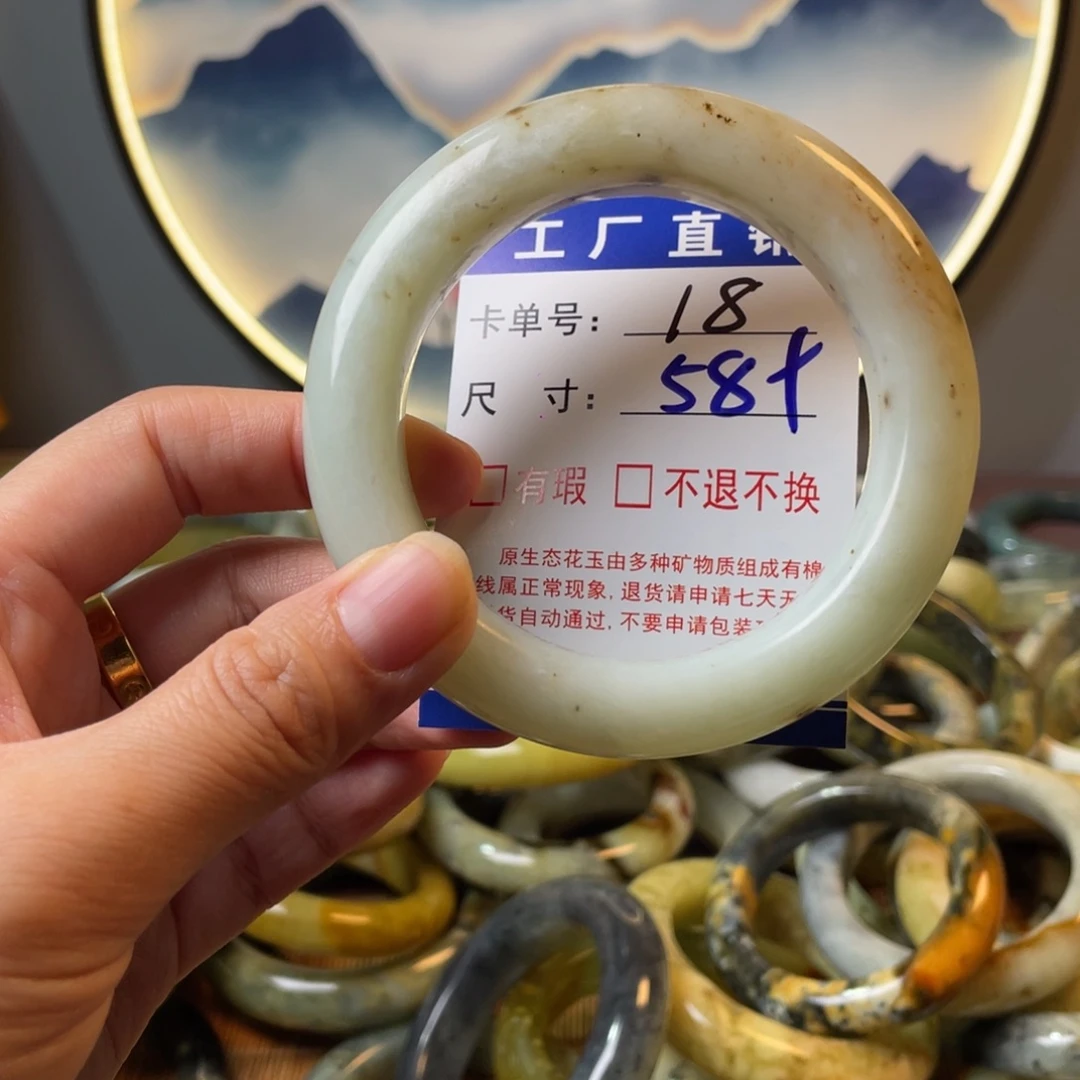 工厂直销
卡单号: 18
尺 寸: 58+
□有瑕 □不退不换
原生态花玉由多种矿物质组成有棉
线属正常现象, 退货请申请七天无
货自动通过, 不要申请包装